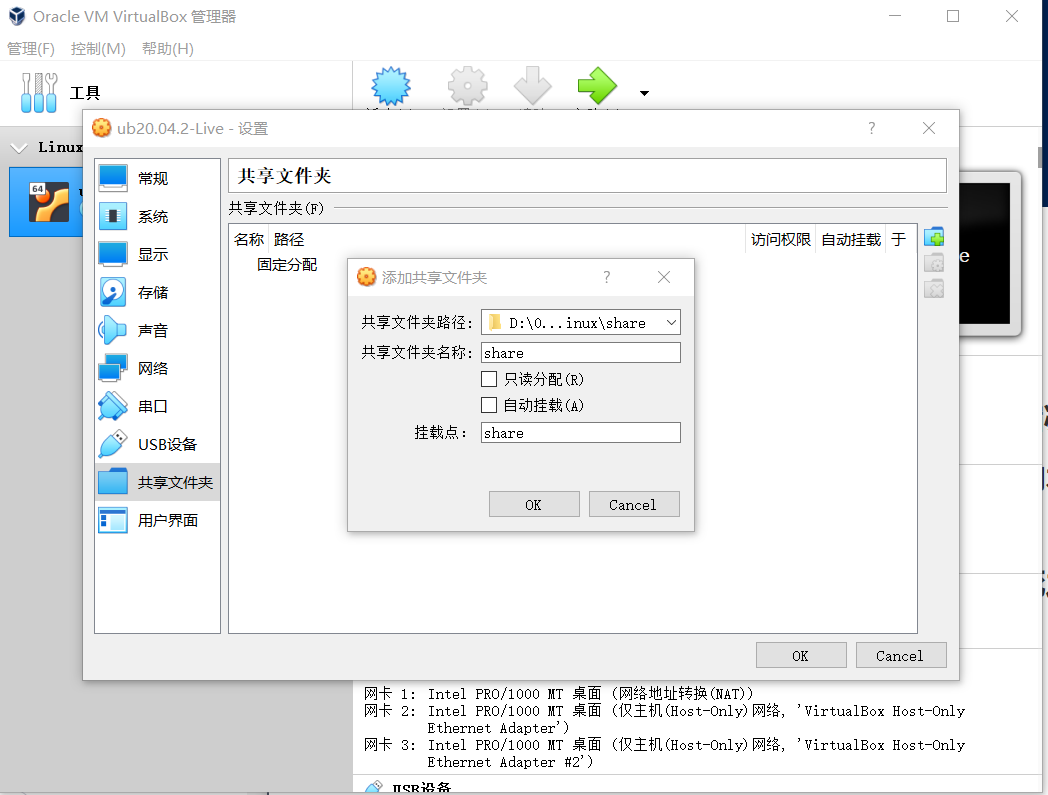 Oracle VM VirtualBox 管理器
管理(F) 控制(M) 帮助(H)
工具
ub20.04.2-Live - 设置
Linux
64
常规
系统
显示
存储
声音
网络
串口
USB设备
共享文件夹
用户界面
共享文件夹
共享文件夹(F)
名称 路径 访问权限 自动挂载 于
固定分配
添加共享文件夹
共享文件夹路径: D:\0...inux\share
共享文件夹名称: share
只读分配(R)
自动挂载(A)
挂载点: share
OK Cancel
OK Cancel
e
网卡 1: Intel PRO/1000 MT 桌面 (网络地址转换(NAT))
网卡 2: Intel PRO/1000 MT 桌面 (仅主机(Host-Only)网络, 'VirtualBox Host-Only
Ethernet Adapter')
网卡 3: Intel PRO/1000 MT 桌面 (仅主机(Host-Only)网络, 'VirtualBox Host-Only
Ethernet Adapter #2')
USB设备